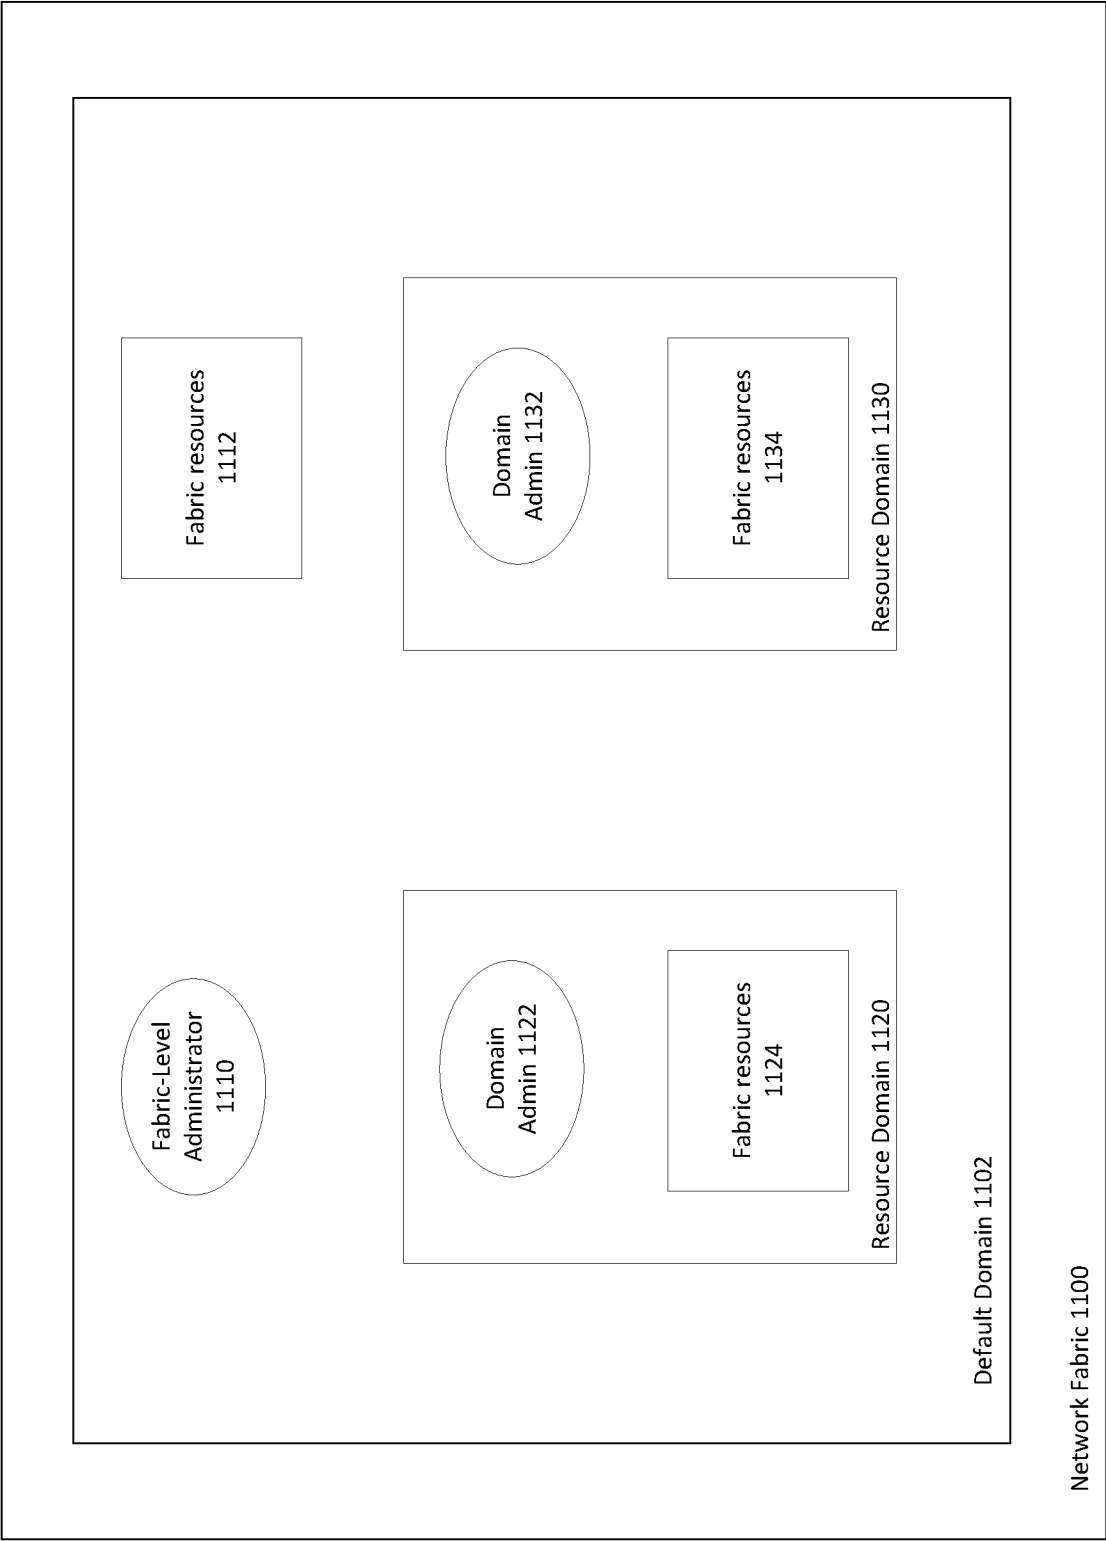 Fabric-Level
Administrator
1110
Fabric resources
1112
Domain
Admin 1122
Fabric resources
1124
Resource Domain 1120
Domain
Admin 1132
Fabric resources
1134
Resource Domain 1130
Default Domain 1102
Network Fabric 1100